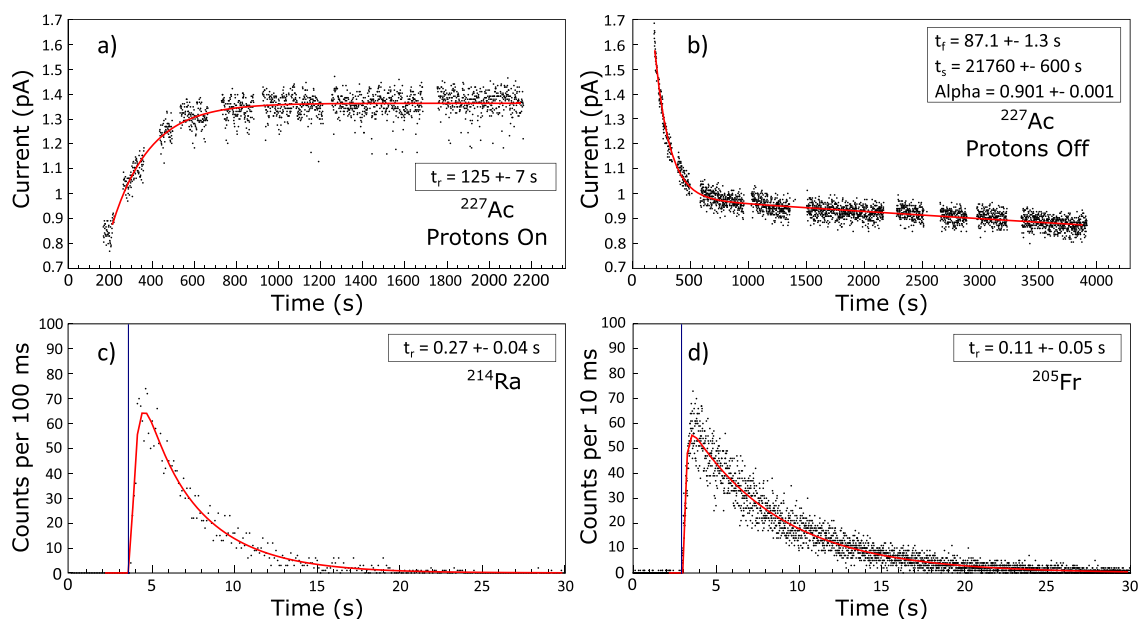 a)
Current (pA)
1.7
1.6
1.5
1.4
1.3
1.2
1.1
1
0.9
0.8
0.7
t_r = 125 +- 7 s
²²⁷Ac
Protons On
0 200 400 600 800 1000 1200 1400 1600 1800 2000 2200
Time (s)
b)
Current (pA)
1.7
1.6
1.5
1.4
1.3
1.2
1.1
1
0.9
0.8
0.7
t_f = 87.1 +- 1.3 s
t_s = 21760 +- 600 s
Alpha = 0.901 +- 0.001
²²⁷Ac
Protons Off
0 500 1000 1500 2000 2500 3000 3500 4000
Time (s)
c)
Counts per 100 ms
100
90
80
70
60
50
40
30
20
10
0
t_r = 0.27 +- 0.04 s
²¹⁴Ra
0 5 10 15 20 25 30
Time (s)
d)
Counts per 10 ms
100
90
80
70
60
50
40
30
20
10
0
t_r = 0.11 +- 0.05 s
²⁰⁵Fr
0 5 10 15 20 25 30
Time (s)